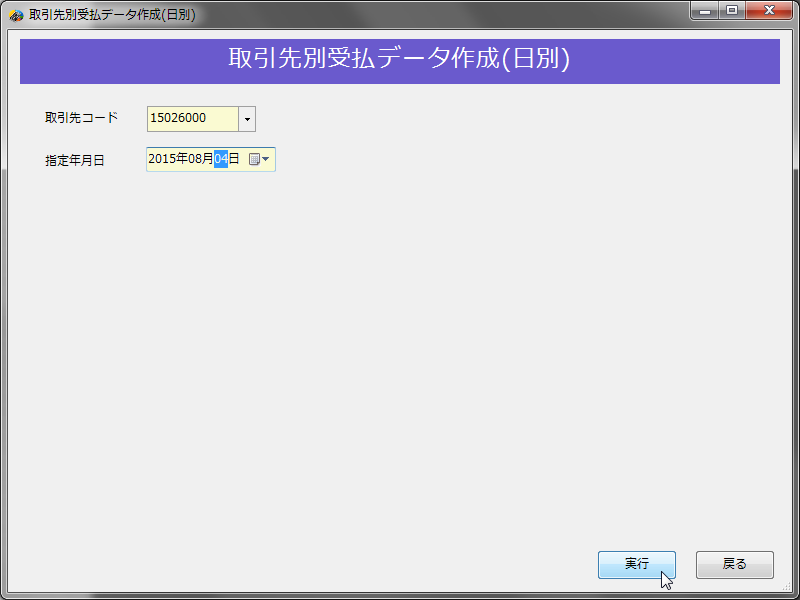 取引先別受払データ作成(日別)
取引先別受払データ作成(日別)
取引先コード 15026000
指定年月日 2015年08月04日
実行 戻る